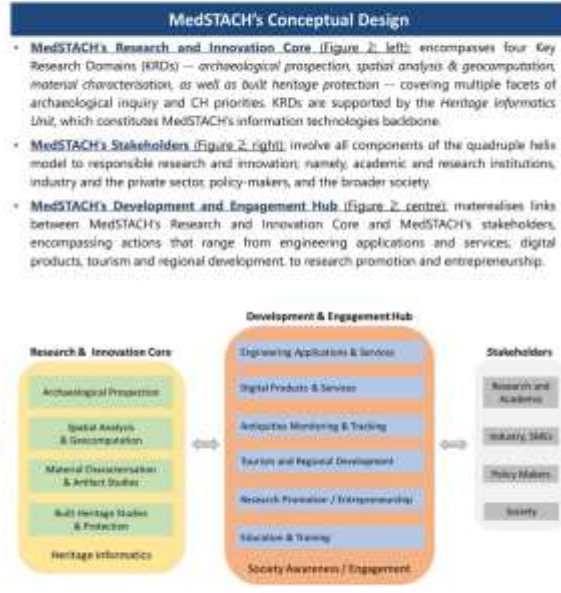 MedSTACH's Conceptual Design
• MedSTACH's Research and Innovation Core (Figure 2; left): encompasses four Key
Research Domains (KRDs) — archaeological prospection, spatial analysis & geocomputation,
material characterisation, as well as built heritage protection — covering multiple facets of
archaeological inquiry and CH priorities. KRDs are supported by the Heritage Informatics
Unit, which constitutes MedSTACH's information technologies backbone.
• MedSTACH's Stakeholders (Figure 2; right): involve all components of the quadruple helix
model to responsible research and innovation, namely, academic and research institutions,
industry and the private sector, policy-makers, and the broader society.
• MedSTACH's Development and Engagement Hub (Figure 2; centre): materealises links
between MedSTACH's Research and Innovation Core and MedSTACH's stakeholders,
encompassing actions that range from engineering applications and services, digital
products, tourism and regional development, to research promotion and entrepreneurship.
Development & Engagement Hub
Research & Innovation Core
Stakeholders
Engineering Applications & Services
Digital Products & Services
Antiquities Monitoring & Tracking
Tourism and Regional Development
Research Promotion / Entrepreneurship
Education & Training
Society Awareness / Engagement
Archaeological Prospection
Spatial Analysis
& Geocomputation
Material Characterisation
& Artifact Studies
Built Heritage Studies
& Protection
Heritage Informatics
Research and
Academia
Industry, SMEs
Policy Makers
Society